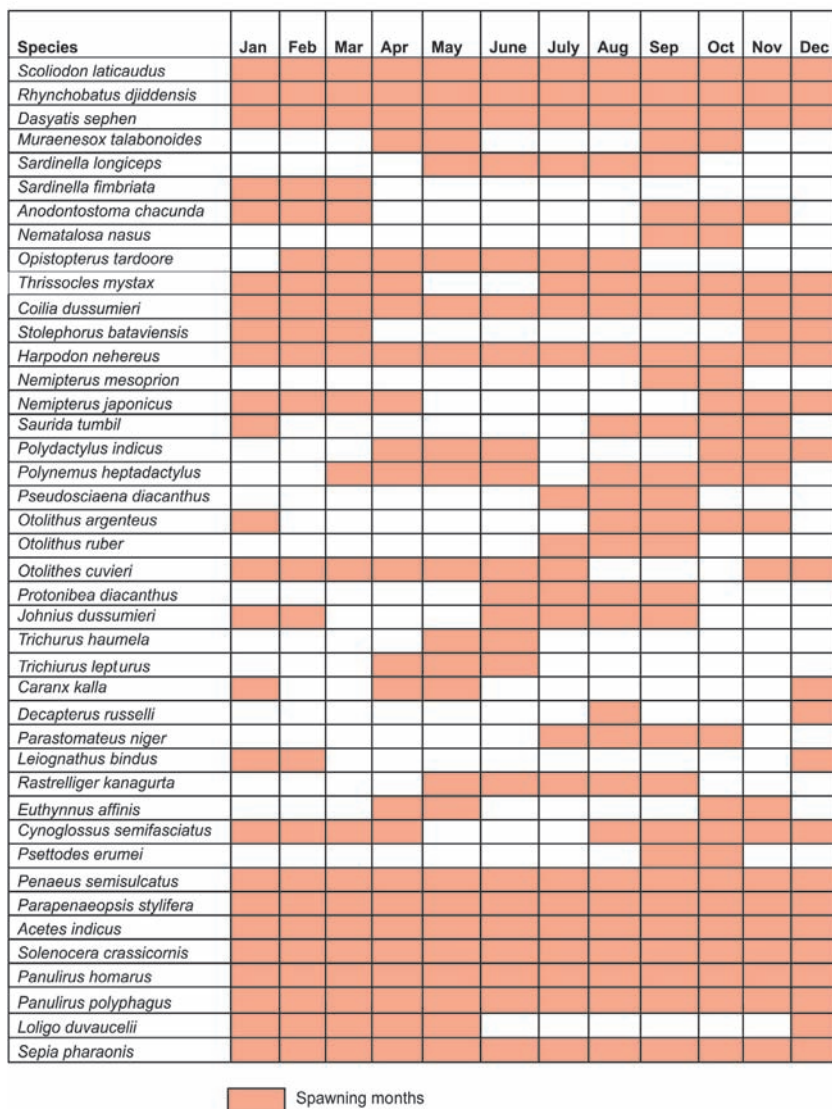 Species Jan Feb Mar Apr May June July Aug Sep Oct Nov Dec
Scoliodon laticaudus
Rhynchobatus djiddensis
Dasyatis sephen
Muraenesox talabonoides
Sardinella longiceps
Sardinella fimbriata
Anodontostoma chacunda
Nematalosa nasus
Opistopterus tardoore
Thrissocles mystax
Coilia dussumieri
Stolephorus bataviensis
Harpodon nehereus
Nemipterus mesoprion
Nemipterus japonicus
Saurida tumbil
Polydactylus indicus
Polynemus heptadactylus
Pseudosciaena diacanthus
Otolithus argenteus
Otolithus ruber
Otolithes cuvieri
Protonibea diacanthus
Johnius dussumieri
Trichurus haumela
Trichiurus lepturus
Caranx kalla
Decapterus russelli
Parastomateus niger
Leiognathus bindus
Rastrelliger kanagurta
Euthynnus affinis
Cynoglossus semifasciatus
Psettodes erumei
Penaeus semisulcatus
Parapenaeopsis stylifera
Acetes indicus
Solenocera crassicornis
Panulirus homarus
Panulirus polyphagus
Loligo duvaucelii
Sepia pharaonis
Spawning months